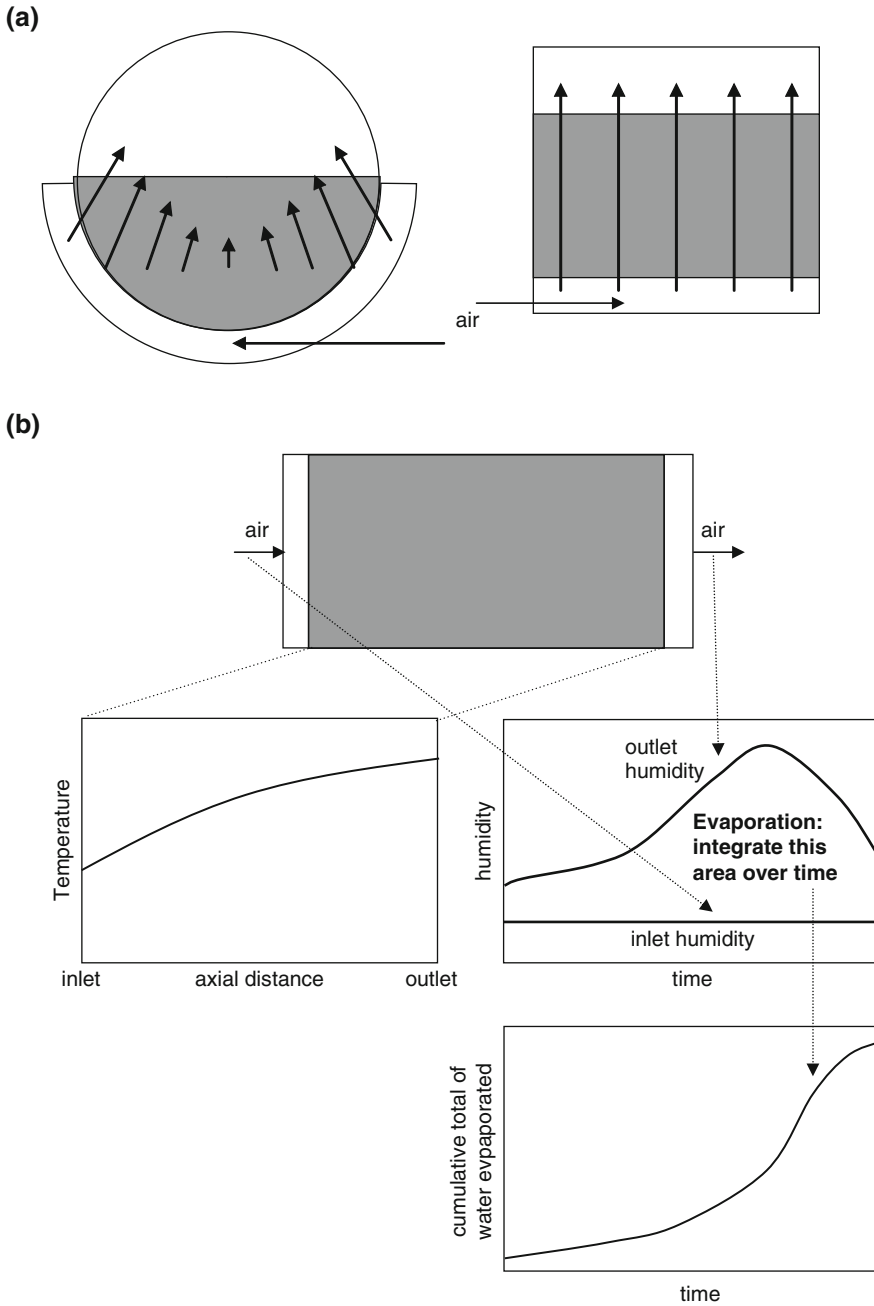 (a)
air
(b)
air
air
Temperature
inlet
axial distance
outlet
humidity
outlet
humidity
Evaporation:
integrate this
area over time
inlet humidity
time
cumulative total of
water evpaporated
time